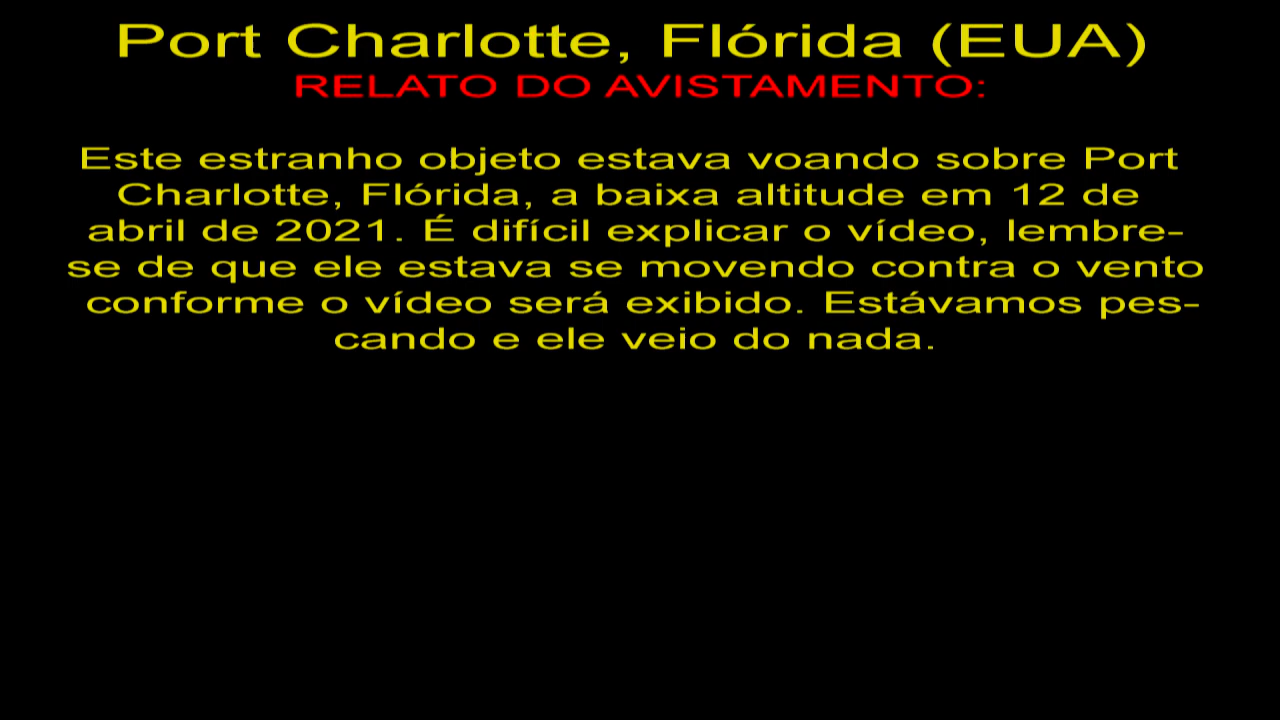 Port Charlotte, Flórida (EUA)
RELATO DO AVISTAMENTO:
Este estranho objeto estava voando sobre Port
Charlotte, Flórida, a baixa altitude em 12 de
abril de 2021. É difícil explicar o vídeo, lembre-
se de que ele estava se movendo contra o vento
conforme o vídeo será exibido. Estávamos pes-
cando e ele veio do nada.